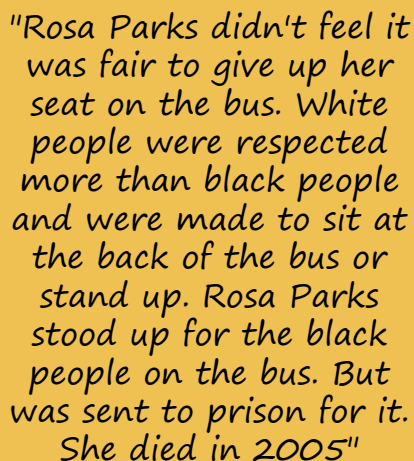 "Rosa Parks didn't feel it
was fair to give up her
seat on the bus. White
people were respected
more than black people
and were made to sit at
the back of the bus or
stand up. Rosa Parks
stood up for the black
people on the bus. But
was sent to prison for it.
She died in 2005"